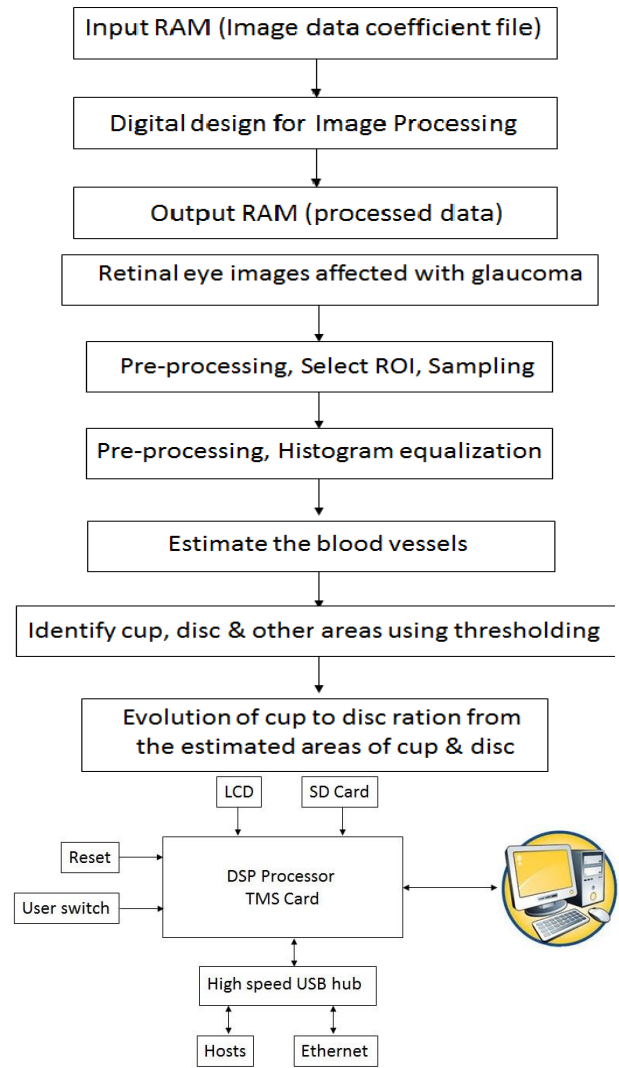 Input RAM (Image data coefficient file)
Digital design for Image Processing
Output RAM (processed data)
Retinal eye images affected with glaucoma
Pre-processing, Select ROI, Sampling
Pre-processing, Histogram equalization
Estimate the blood vessels
Identify cup, disc & other areas using thresholding
Evolution of cup to disc ration from
the estimated areas of cup & disc
LCD
SD Card
Reset
DSP Processor
TMS Card
User switch
High speed USB hub
Hosts
Ethernet